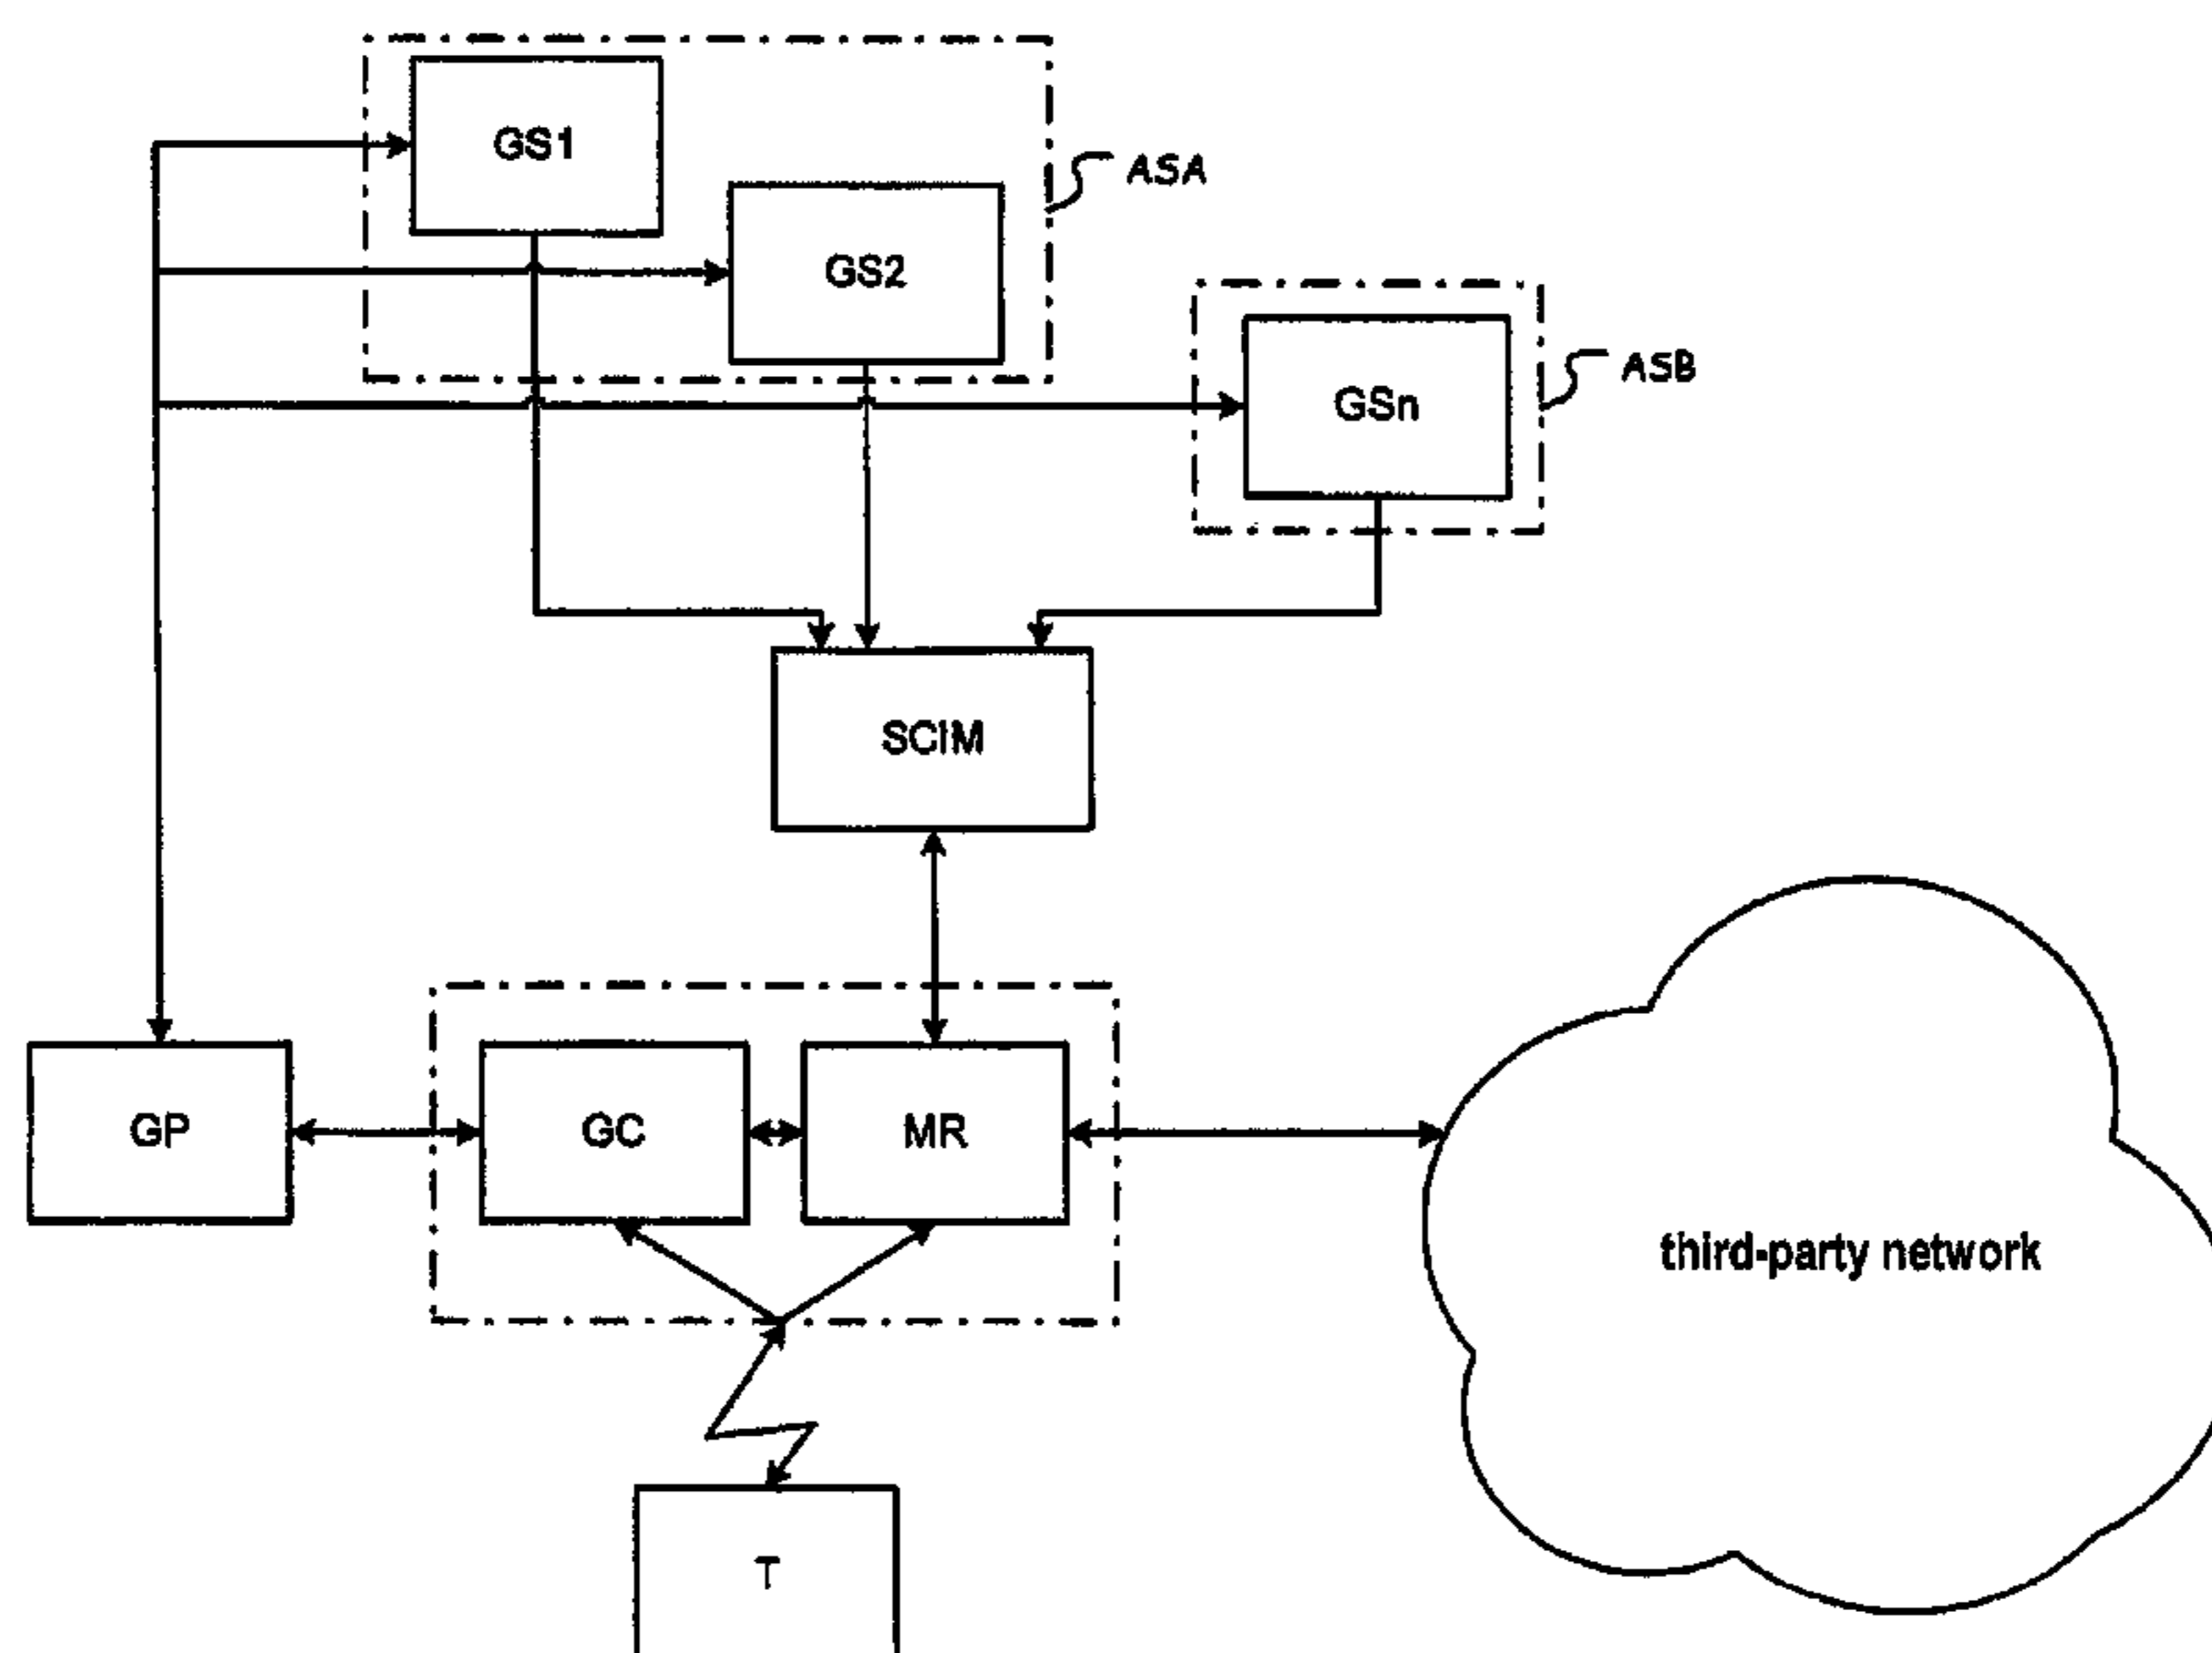 GS1
ASA
GS2
ASB
GSn
SCIM
GP
GC
MR
third-party network
T